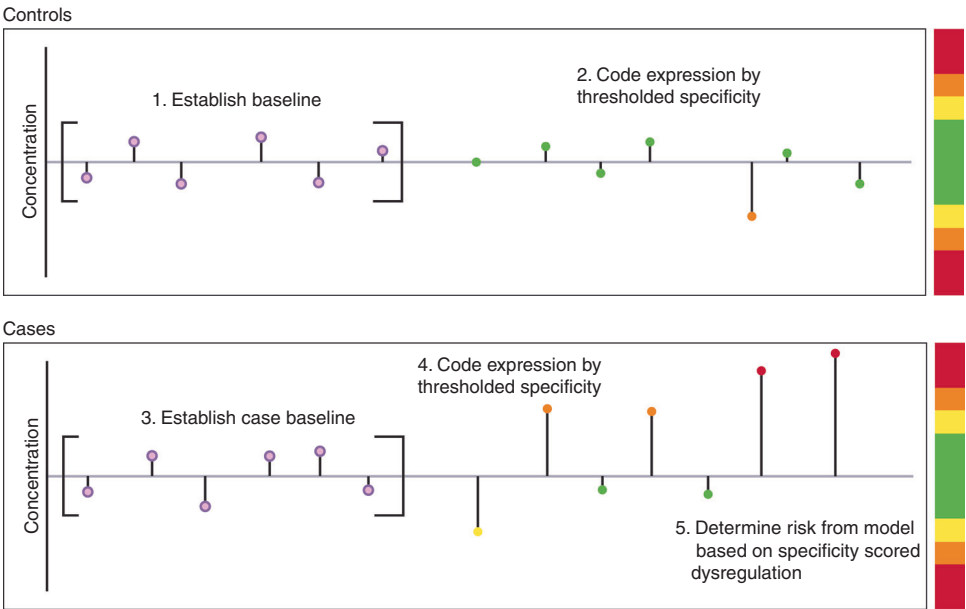 Controls
Concentration
1. Establish baseline
2. Code expression by
thresholded specificity
Cases
Concentration
3. Establish case baseline
4. Code expression by
thresholded specificity
5. Determine risk from model
based on specificity scored
dysregulation